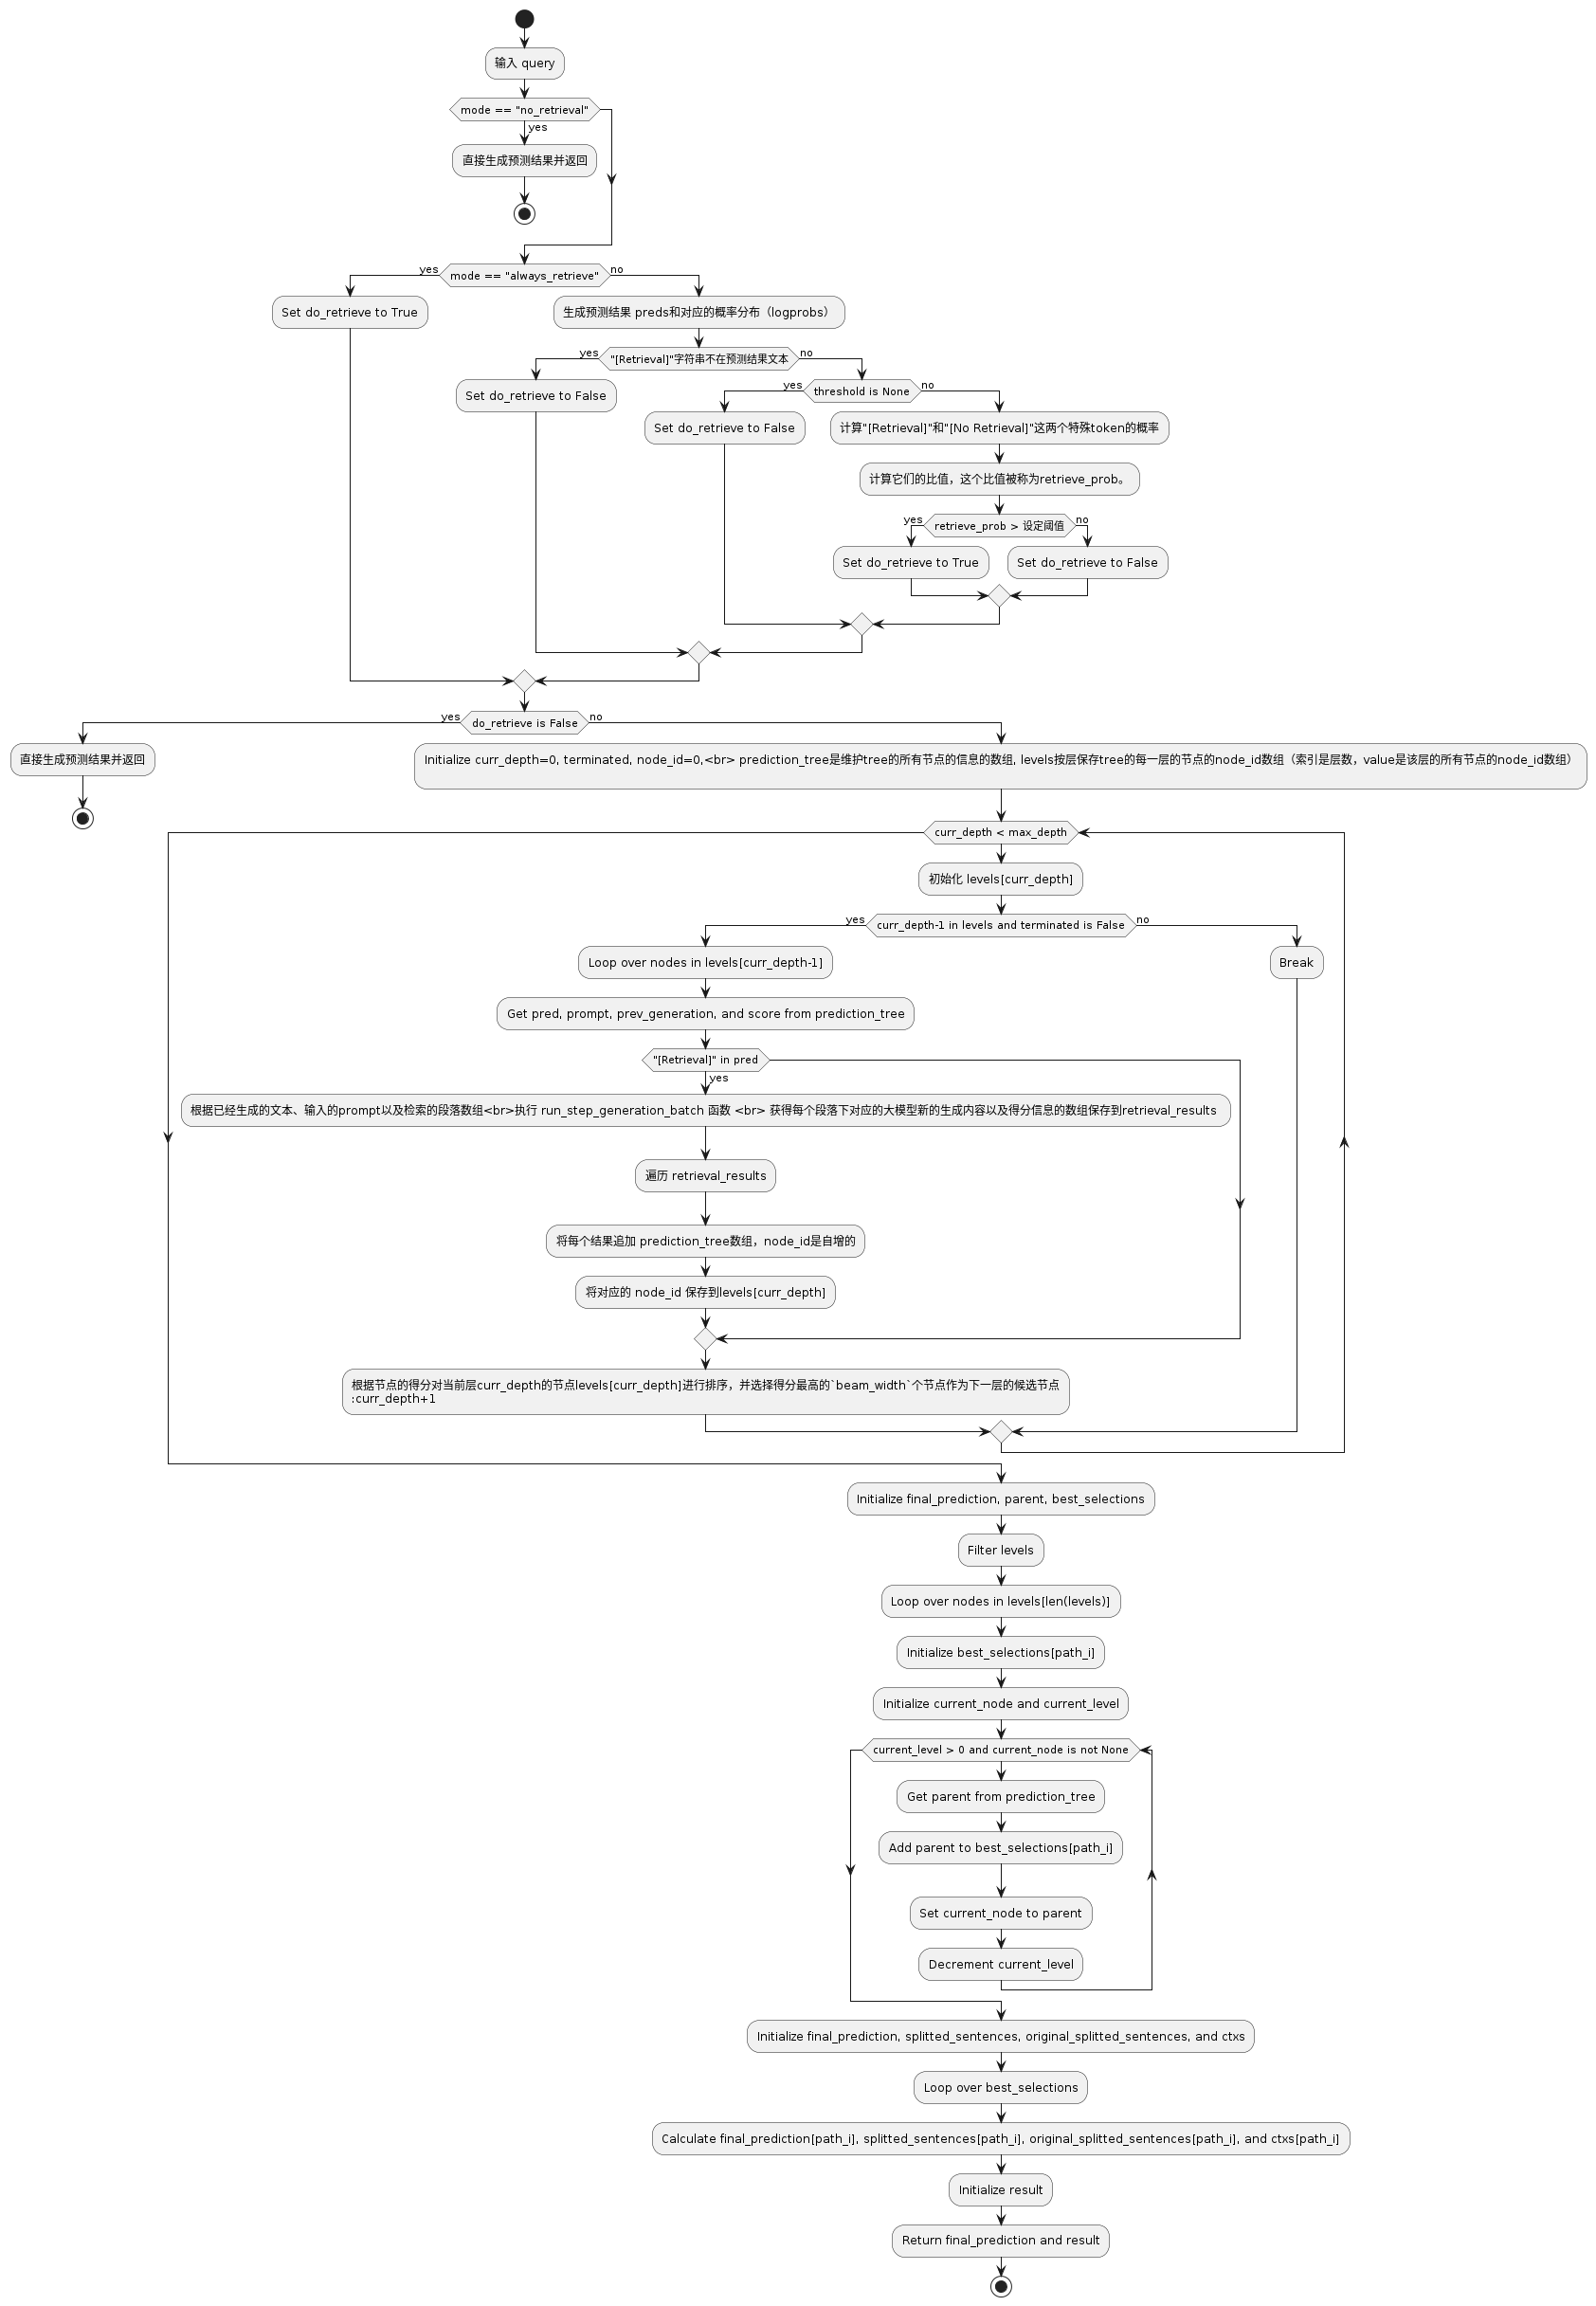 输入 query
mode == "no_retrieval"
yes
直接生成预测结果并返回
mode == "always_retrieve"
yes
no
Set do_retrieve to True
生成预测结果 preds和对应的概率分布（logprobs）
"[Retrieval]"字符串不在预测结果文本
yes
no
Set do_retrieve to False
threshold is None
yes
no
Set do_retrieve to False
计算"[Retrieval]"和"[No Retrieval]"这两个特殊token的概率
计算它们的比值，这个比值被称为retrieve_prob。
retrieve_prob > 设定阈值
yes
no
Set do_retrieve to True
Set do_retrieve to False
do_retrieve is False
yes
no
直接生成预测结果并返回
Initialize curr_depth=0, terminated, node_id=0,<br> prediction_tree是维护tree的所有节点的信息的数组, levels按层保存tree的每一层的节点的node_id数组（索引是层数，value是该层的所有节点的node_id数组）
curr_depth < max_depth
初始化 levels[curr_depth]
curr_depth-1 in levels and terminated is False
yes
no
Loop over nodes in levels[curr_depth-1]
Break
Get pred, prompt, prev_generation, and score from prediction_tree
"[Retrieval]" in pred
yes
根据已经生成的文本、输入的prompt以及检索的段落数组<br>执行 run_step_generation_batch 函数 <br> 获得每个段落下对应的大模型新的生成内容以及得分信息的数组保存到retrieval_results
遍历 retrieval_results
将每个结果追加 prediction_tree数组，node_id是自增的
将对应的 node_id 保存到levels[curr_depth]
根据节点的得分对当前层curr_depth的节点levels[curr_depth]进行排序，并选择得分最高的`beam_width`个节点作为下一层的候选节点
:curr_depth+1
Initialize final_prediction, parent, best_selections
Filter levels
Loop over nodes in levels[len(levels)]
Initialize best_selections[path_i]
Initialize current_node and current_level
current_level > 0 and current_node is not None
Get parent from prediction_tree
Add parent to best_selections[path_i]
Set current_node to parent
Decrement current_level
Initialize final_prediction, splitted_sentences, original_splitted_sentences, and ctxs
Loop over best_selections
Calculate final_prediction[path_i], splitted_sentences[path_i], original_splitted_sentences[path_i], and ctxs[path_i]
Initialize result
Return final_prediction and result